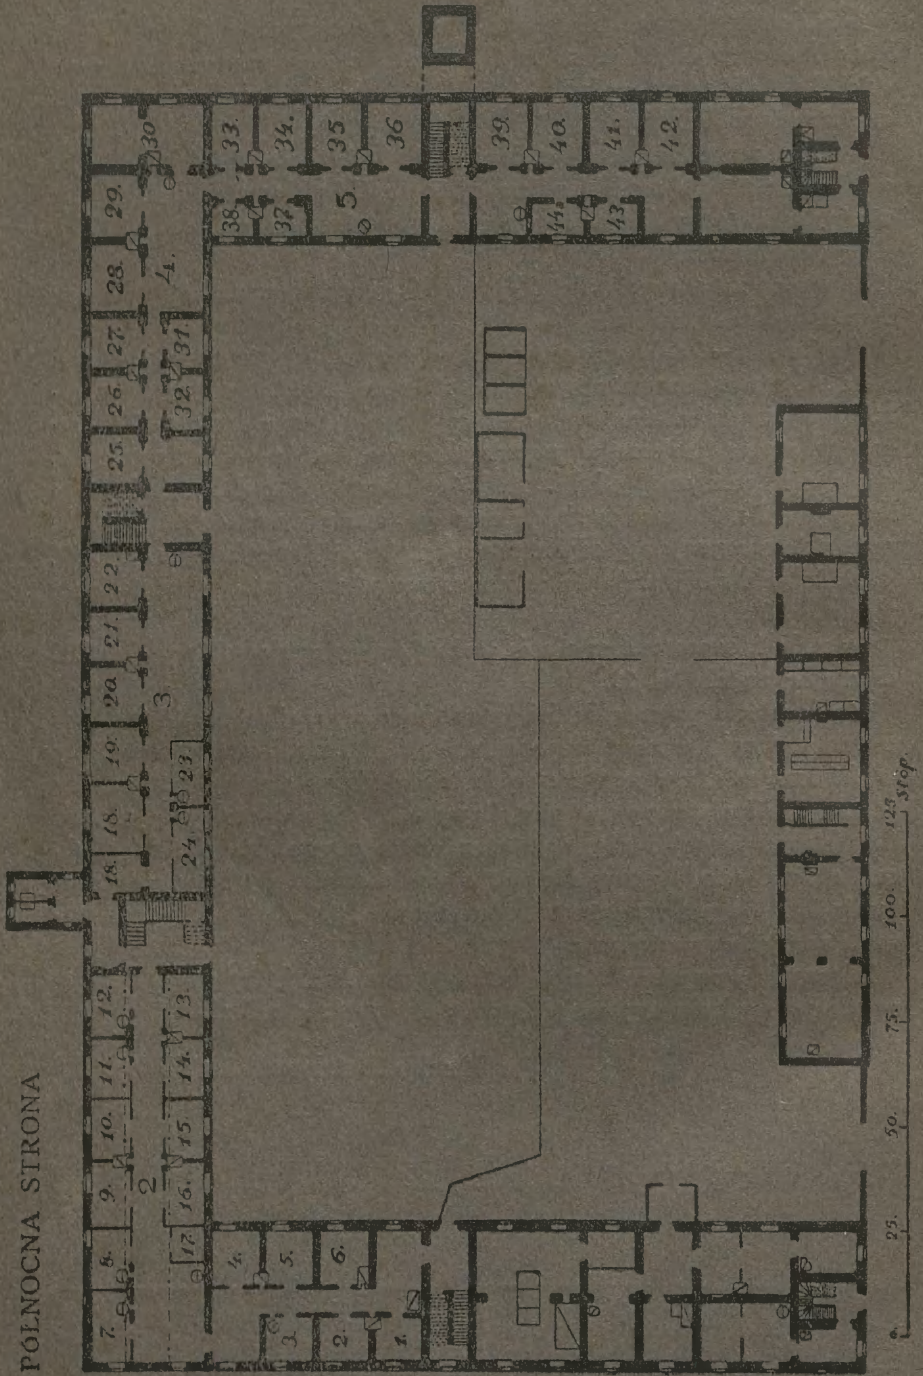 PÓŁNOCNA STRONA
7. 8. 9. 10. 11. 12. 18. 18. 19. 20. 21. 22. 25. 26. 27. 28. 29. 30
2 3 4.
17. 16. 15. 14. 13. 24 23 32. 31.
4. 5. 6.
3. 2. 1.
33. 34. 35 36 39. 40. 41. 42.
38. 37. 5. 44. 43.
0. 25. 50. 75. 100. 125 stóp.